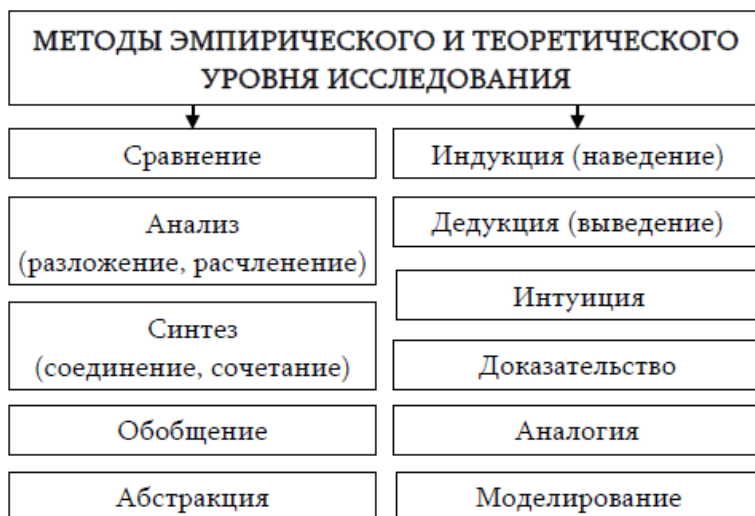 МЕТОДЫ ЭМПИРИЧЕСКОГО И ТЕОРЕТИЧЕСКОГО
УРОВНЯ ИССЛЕДОВАНИЯ
Сравнение
Анализ
(разложение, расчленение)
Синтез
(соединение, сочетание)
Обобщение
Абстракция
Индукция (наведение)
Дедукция (выведение)
Интуиция
Доказательство
Аналогия
Моделирование